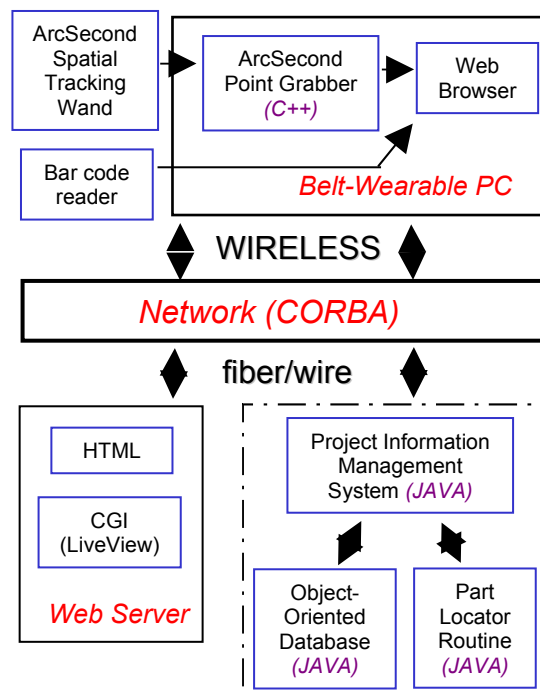 ArcSecond
Spatial
Tracking
Wand
ArcSecond
Point Grabber
(C++)
Web
Browser
Bar code
reader
Belt-Wearable PC
WIRELESS
Network (CORBA)
fiber/wire
HTML
CGI
(LiveView)
Web Server
Project Information
Management
System (JAVA)
Object-
Oriented
Database
(JAVA)
Part
Locator
Routine
(JAVA)